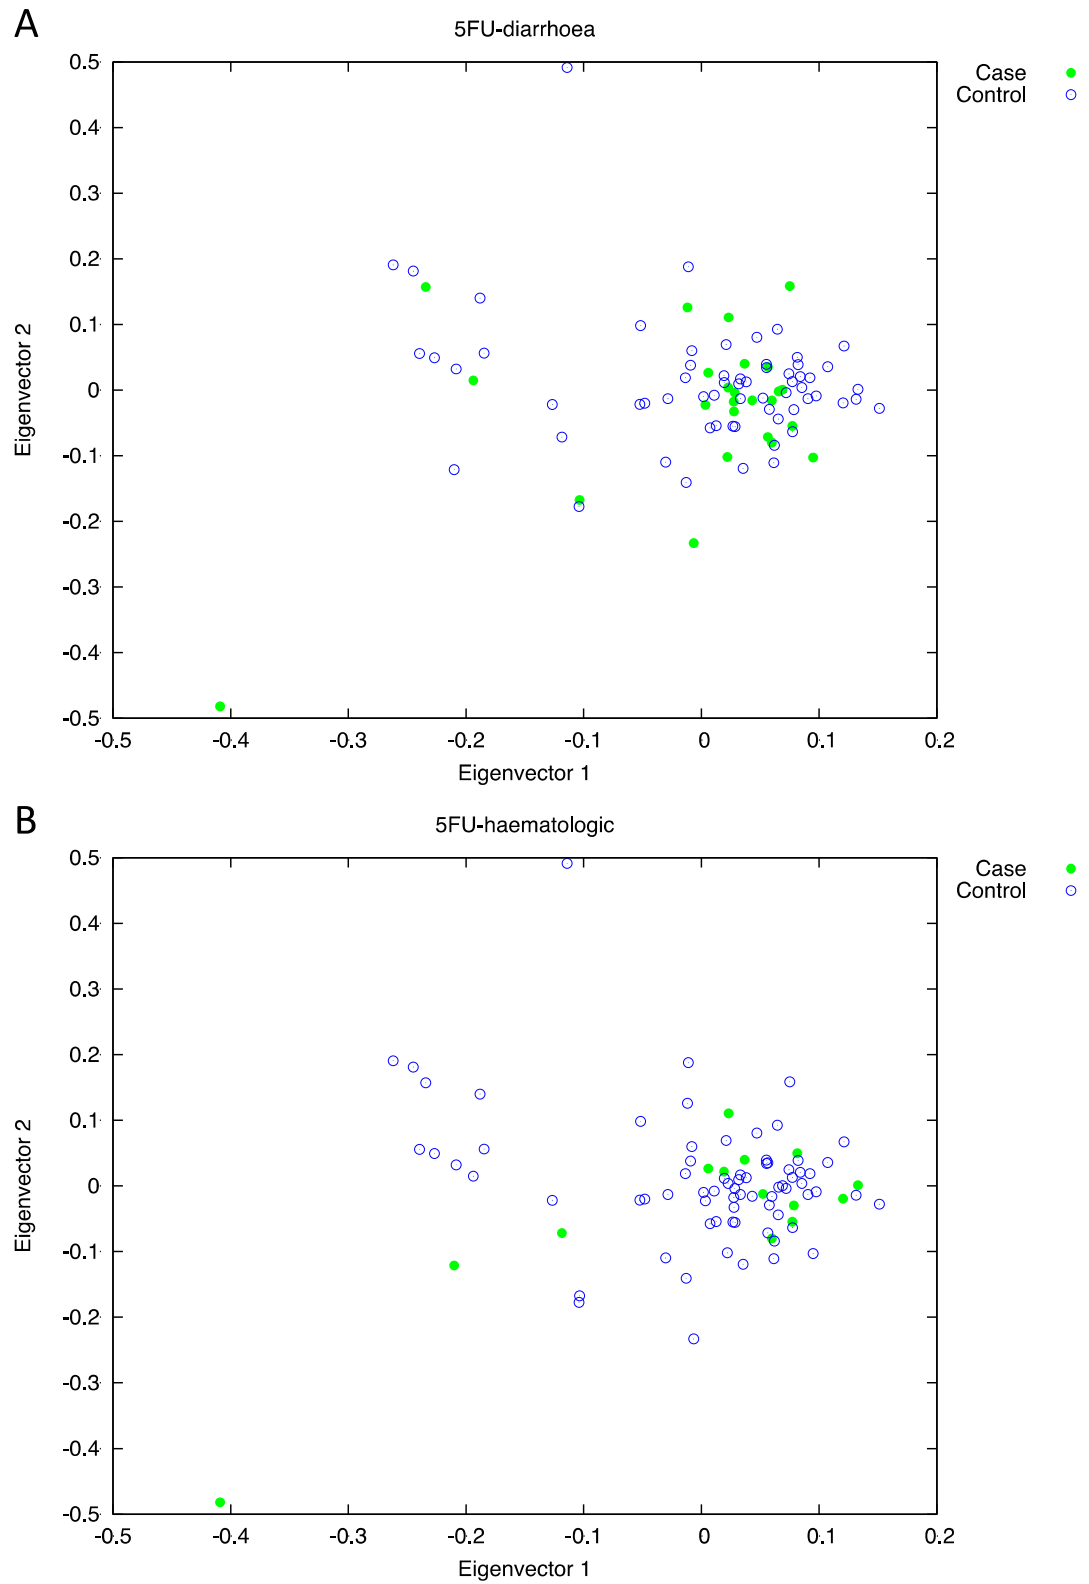 A
5FU-diarrhoea
Case
Control
0.5
0.4
0.3
0.2
0.1
0
-0.1
-0.2
-0.3
-0.4
-0.5
Eigenvector 2
-0.5 -0.4 -0.3 -0.2 -0.1 0 0.1 0.2
Eigenvector 1
B
5FU-haematologic
Case
Control
0.5
0.4
0.3
0.2
0.1
0
-0.1
-0.2
-0.3
-0.4
-0.5
Eigenvector 2
-0.5 -0.4 -0.3 -0.2 -0.1 0 0.1 0.2
Eigenvector 1